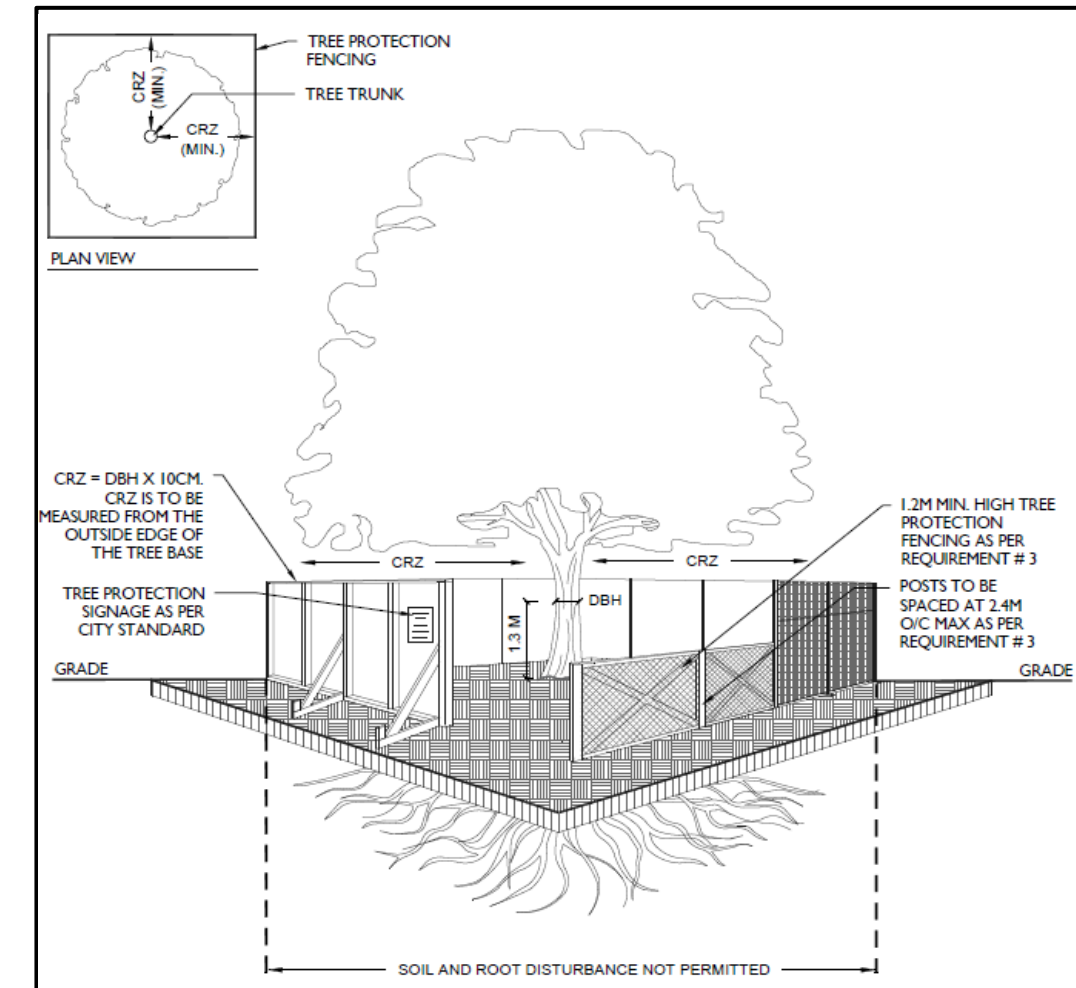 TREE PROTECTION
FENCING
TREE TRUNK
CRZ
(MIN.)
CRZ
(MIN.)
PLAN VIEW
CRZ = DBH X 10CM.
CRZ IS TO BE
MEASURED FROM THE
OUTSIDE EDGE OF
THE TREE BASE
TREE PROTECTION
SIGNAGE AS PER
CITY STANDARD
GRADE
CRZ
CRZ
DBH
1.3 M
1.2M MIN. HIGH TREE
PROTECTION
FENCING AS PER
REQUIREMENT # 3
POSTS TO BE
SPACED AT 2.4M
O/C MAX AS PER
REQUIREMENT # 3
GRADE
SOIL AND ROOT DISTURBANCE NOT PERMITTED